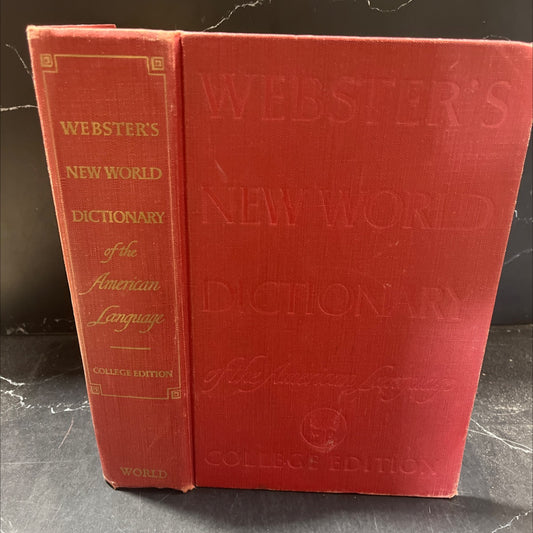 WEBSTER'S
NEW WORLD
DICTIONARY
of the
American
Language
COLLEGE EDITION
WORLD
WEBSTER'S
NEW WORLD
DICTIONARY
of the American Language
COLLEGE EDITION